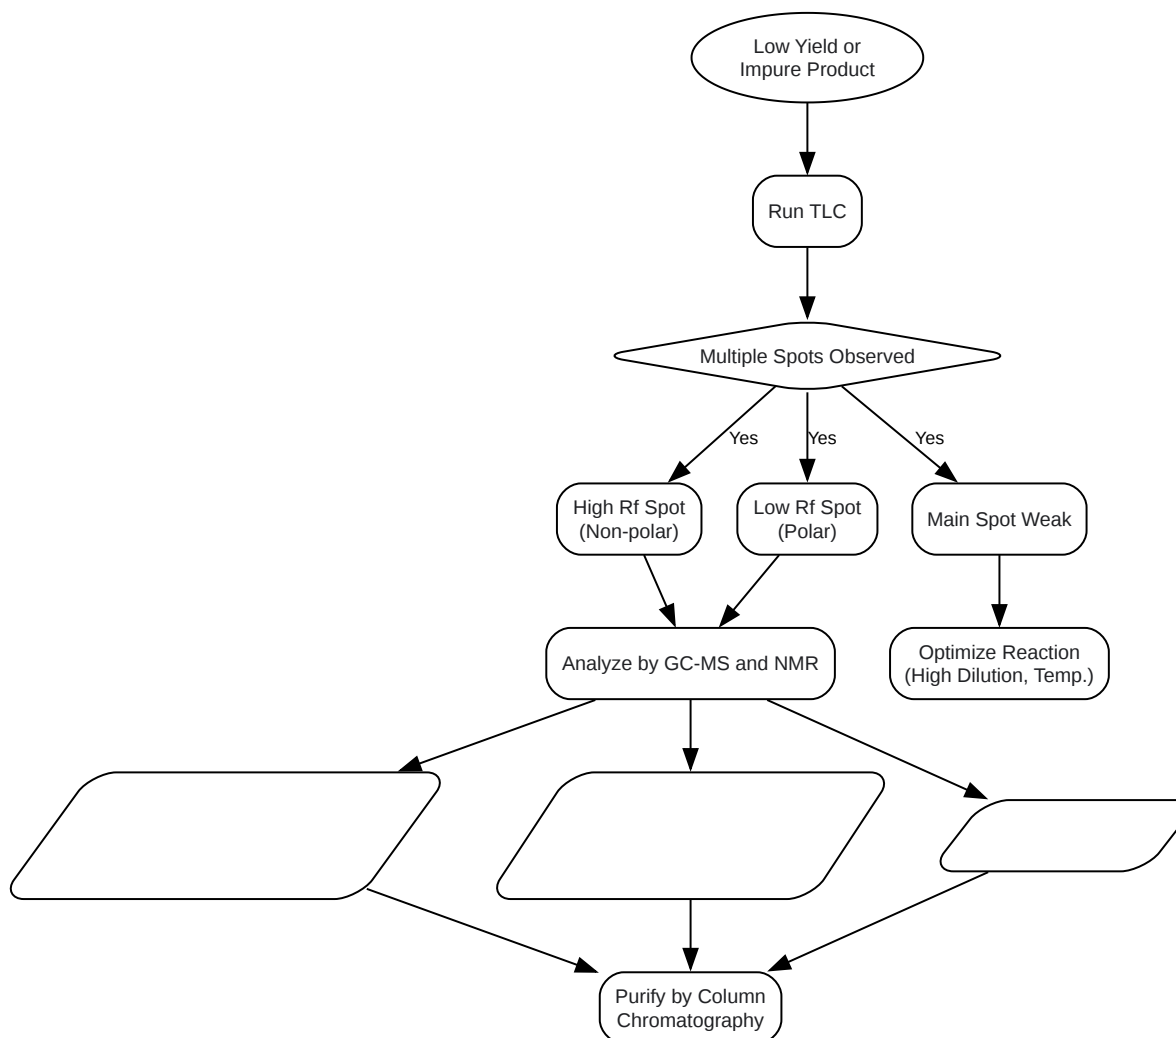 Low Yield or
Impure Product
Run TLC
Multiple Spots Observed
Yes
Yes
Yes
High Rf Spot
(Non-polar)
Low Rf Spot
(Polar)
Main Spot Weak
Analyze by GC-MS and NMR
Optimize Reaction
(High Dilution, Temp.)
Purify by Column
Chromatography